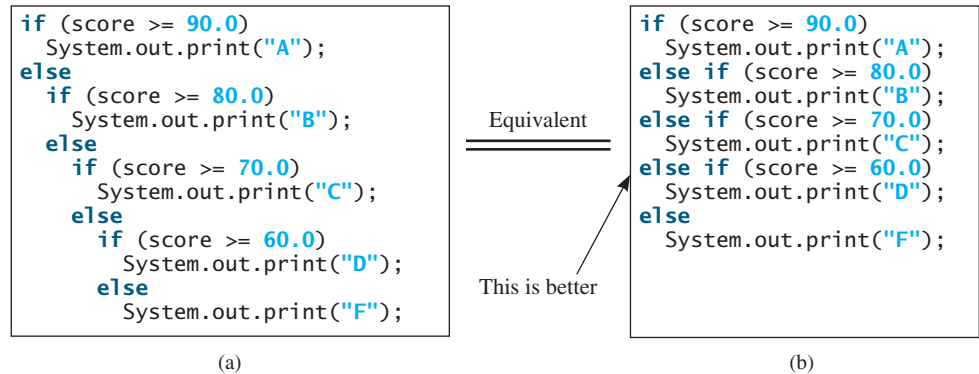 if (score >= 90.0)
  System.out.print("A");
else
  if (score >= 80.0)
    System.out.print("B");
  else
    if (score >= 70.0)
      System.out.print("C");
    else
      if (score >= 60.0)
        System.out.print("D");
      else
        System.out.print("F");
(a)
Equivalent
This is better
if (score >= 90.0)
  System.out.print("A");
else if (score >= 80.0)
  System.out.print("B");
else if (score >= 70.0)
  System.out.print("C");
else if (score >= 60.0)
  System.out.print("D");
else
  System.out.print("F");
(b)